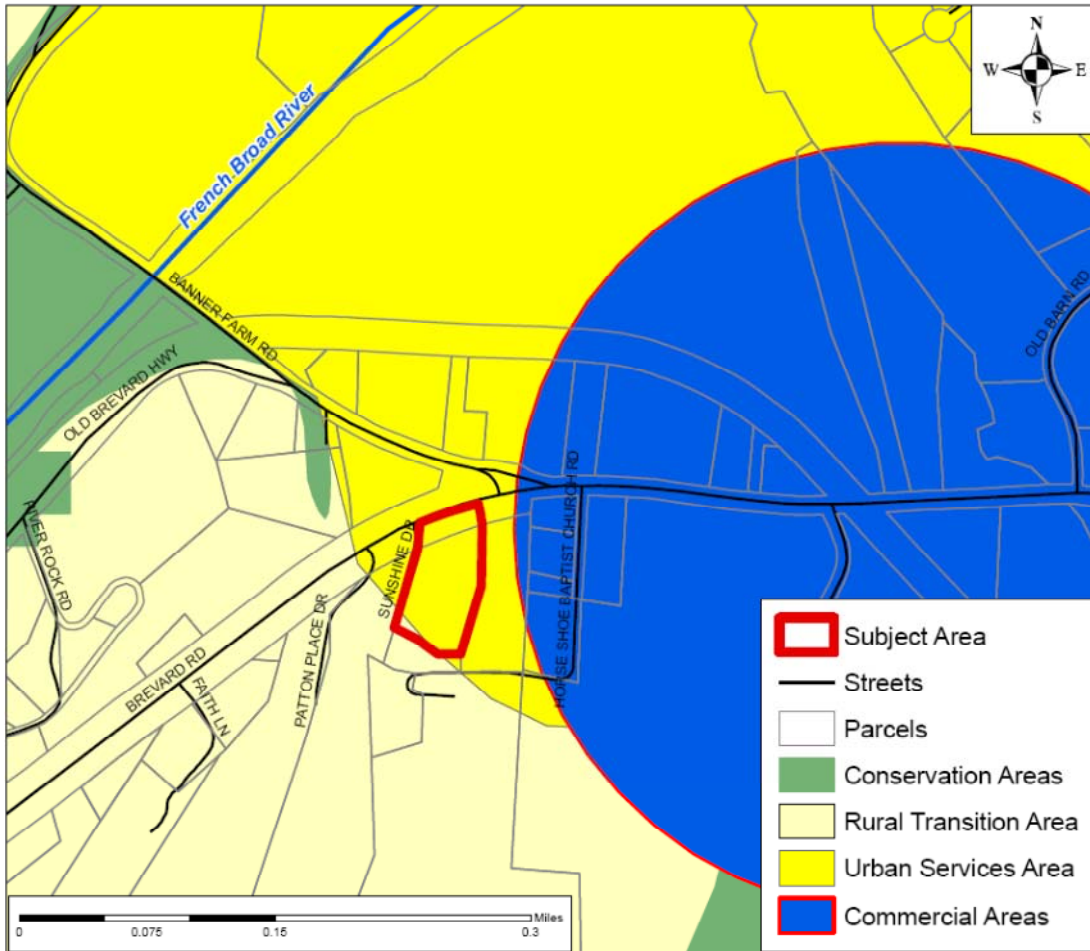 N
W E
S
French Broad River
BANNER FARM RD
OLD BREVARD HWY
OLD BARN RD
RIVER ROCK RD
SUNSHINE DR
HORSE SHOE BAPTIST CHURCH RD
PATTON PLACE DR
BREVARD RD
FAITH LN
Subject Area
Streets
Parcels
Conservation Areas
Rural Transition Area
Urban Services Area
Commercial Areas
Miles
0 0.075 0.15 0.3